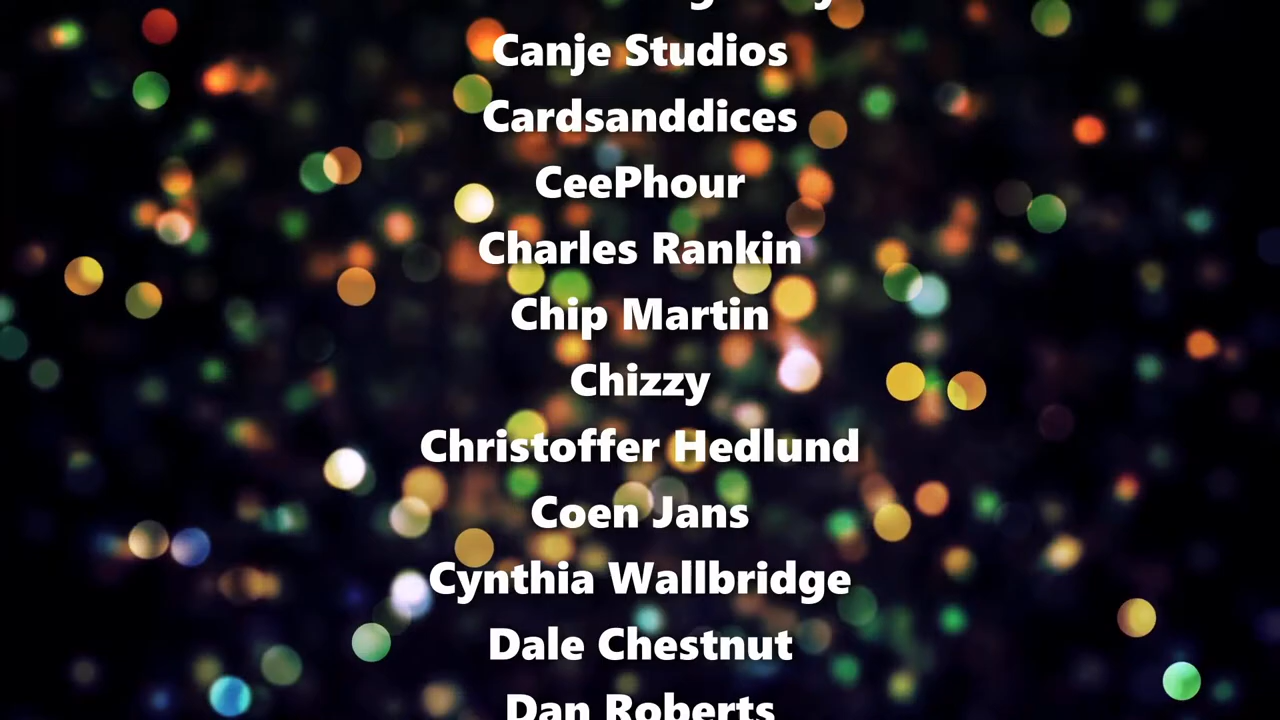 Canje Studios
Cardsanddices
CeePhour
Charles Rankin
Chip Martin
Chizzy
Christoffer Hedlund
Coen Jans
Cynthia Wallbridge
Dale Chestnut
Dan Roberts